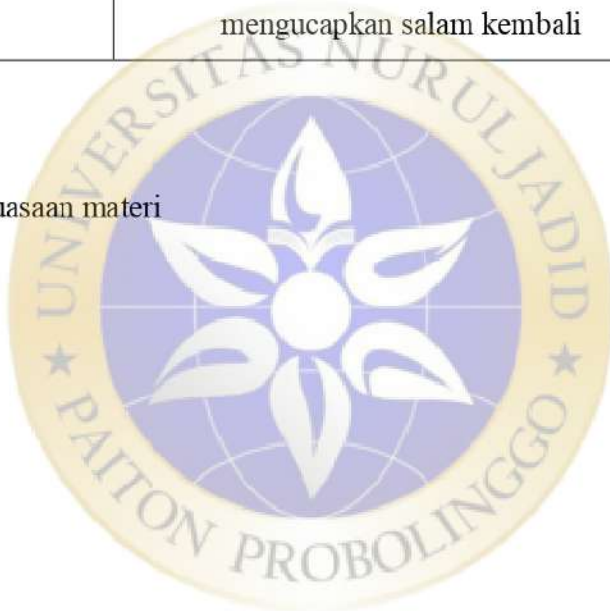 mengucapkan salam kembali
uasaan materi
UNIVERSITAS NURUL JADID
PAITON PROBOLINGGO